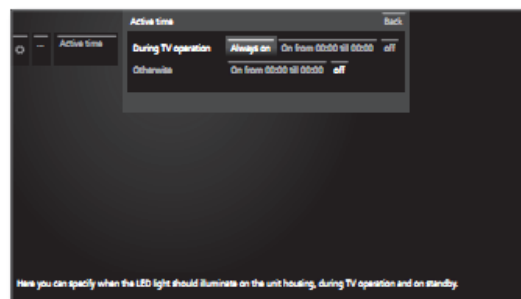 Active time Back
– Active time
During TV operation Always on On from 00:00 till 00:00 off
Otherwise On from 00:00 till 00:00 off
Here you can specify when the LED light should illuminate on the unit housing, during TV operation and on standby.